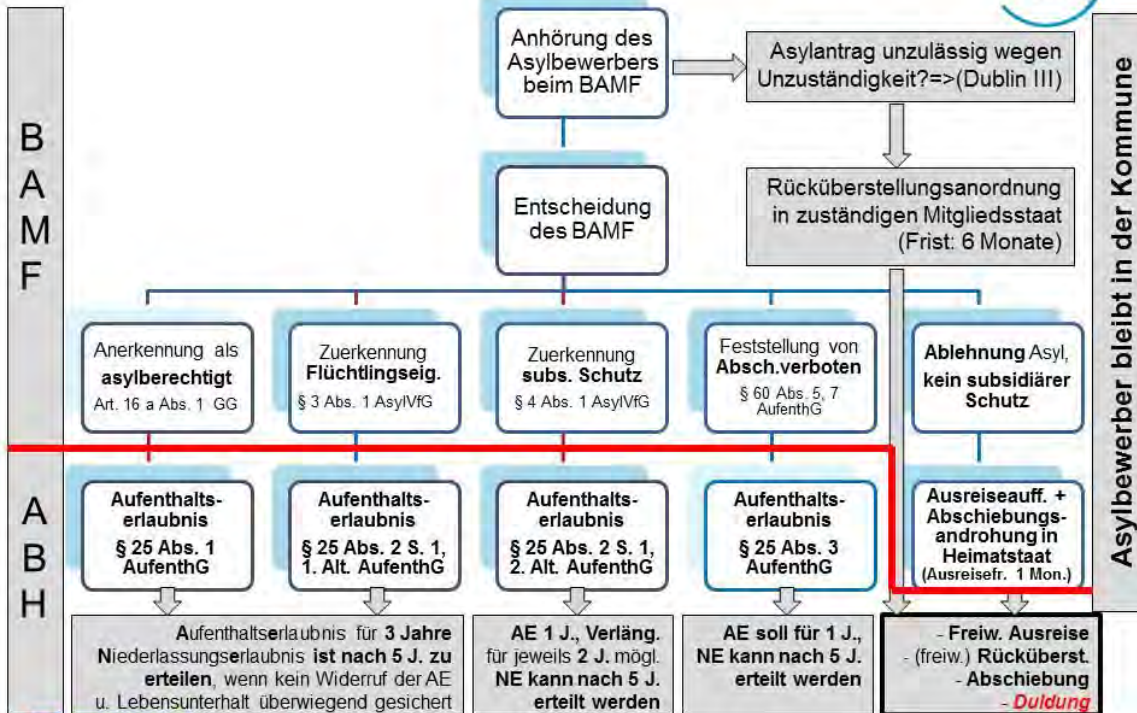 Anhörung des
Asylbewerbers
beim BAMF
Asylantrag unzulässig wegen
Unzuständigkeit?=>(Dublin III)
B
A
M
F
Entscheidung
des BAMF
Rücküberstellungsanordnung
in zuständigen Mitgliedsstaat
(Frist: 6 Monate)
Anerkennung als
asylberechtigt
Art. 16 a Abs. 1 GG
Zuerkennung
Flüchtlingseig.
§ 3 Abs. 1 AsylVfG
Zuerkennung
subs. Schutz
§ 4 Abs. 1 AsylVfG
Feststellung von
Absch.verboten
§ 60 Abs. 5, 7
AufenthG
Ablehnung Asyl,
kein subsidiärer
Schutz
A
B
H
Aufenthalts-
erlaubnis
§ 25 Abs. 1
AufenthG
Aufenthalts-
erlaubnis
§ 25 Abs. 2 S. 1,
1. Alt. AufenthG
Aufenthalts-
erlaubnis
§ 25 Abs. 2 S. 1,
2. Alt. AufenthG
Aufenthalts-
erlaubnis
§ 25 Abs. 3
AufenthG
Ausreiseauff. +
Abschiebungs-
androhung in
Heimatstaat
(Ausreisefr. 1 Mon.)
Aufenthaltserlaubnis für 3 Jahre
Niederlassungserlaubnis ist nach 5 J. zu
erteilen, wenn kein Widerruf der AE
u. Lebensunterhalt überwiegend gesichert
AE 1 J., Verläng.
für jeweils 2 J. mögl.
NE kann nach 5 J.
erteilt werden
AE soll für 1 J.,
NE kann nach 5 J.
erteilt werden
- Freiw. Ausreise
- (freiw.) Rücküberst.
- Abschiebung
- Duldung
Asylbewerber bleibt in der Kommune